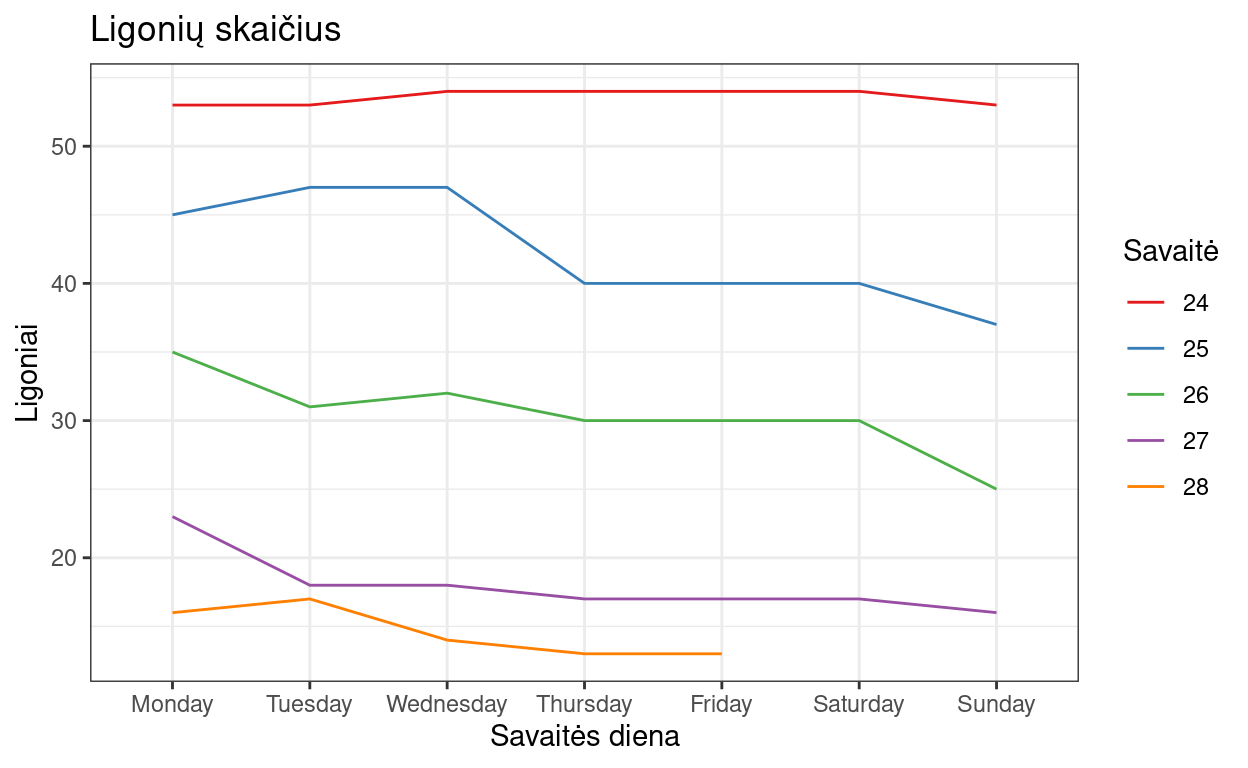 Ligonių skaičius
Ligoniai
50
40
30
20
Monday Tuesday Wednesday Thursday Friday Saturday Sunday
Savaitės diena
Savaitė
24
25
26
27
28